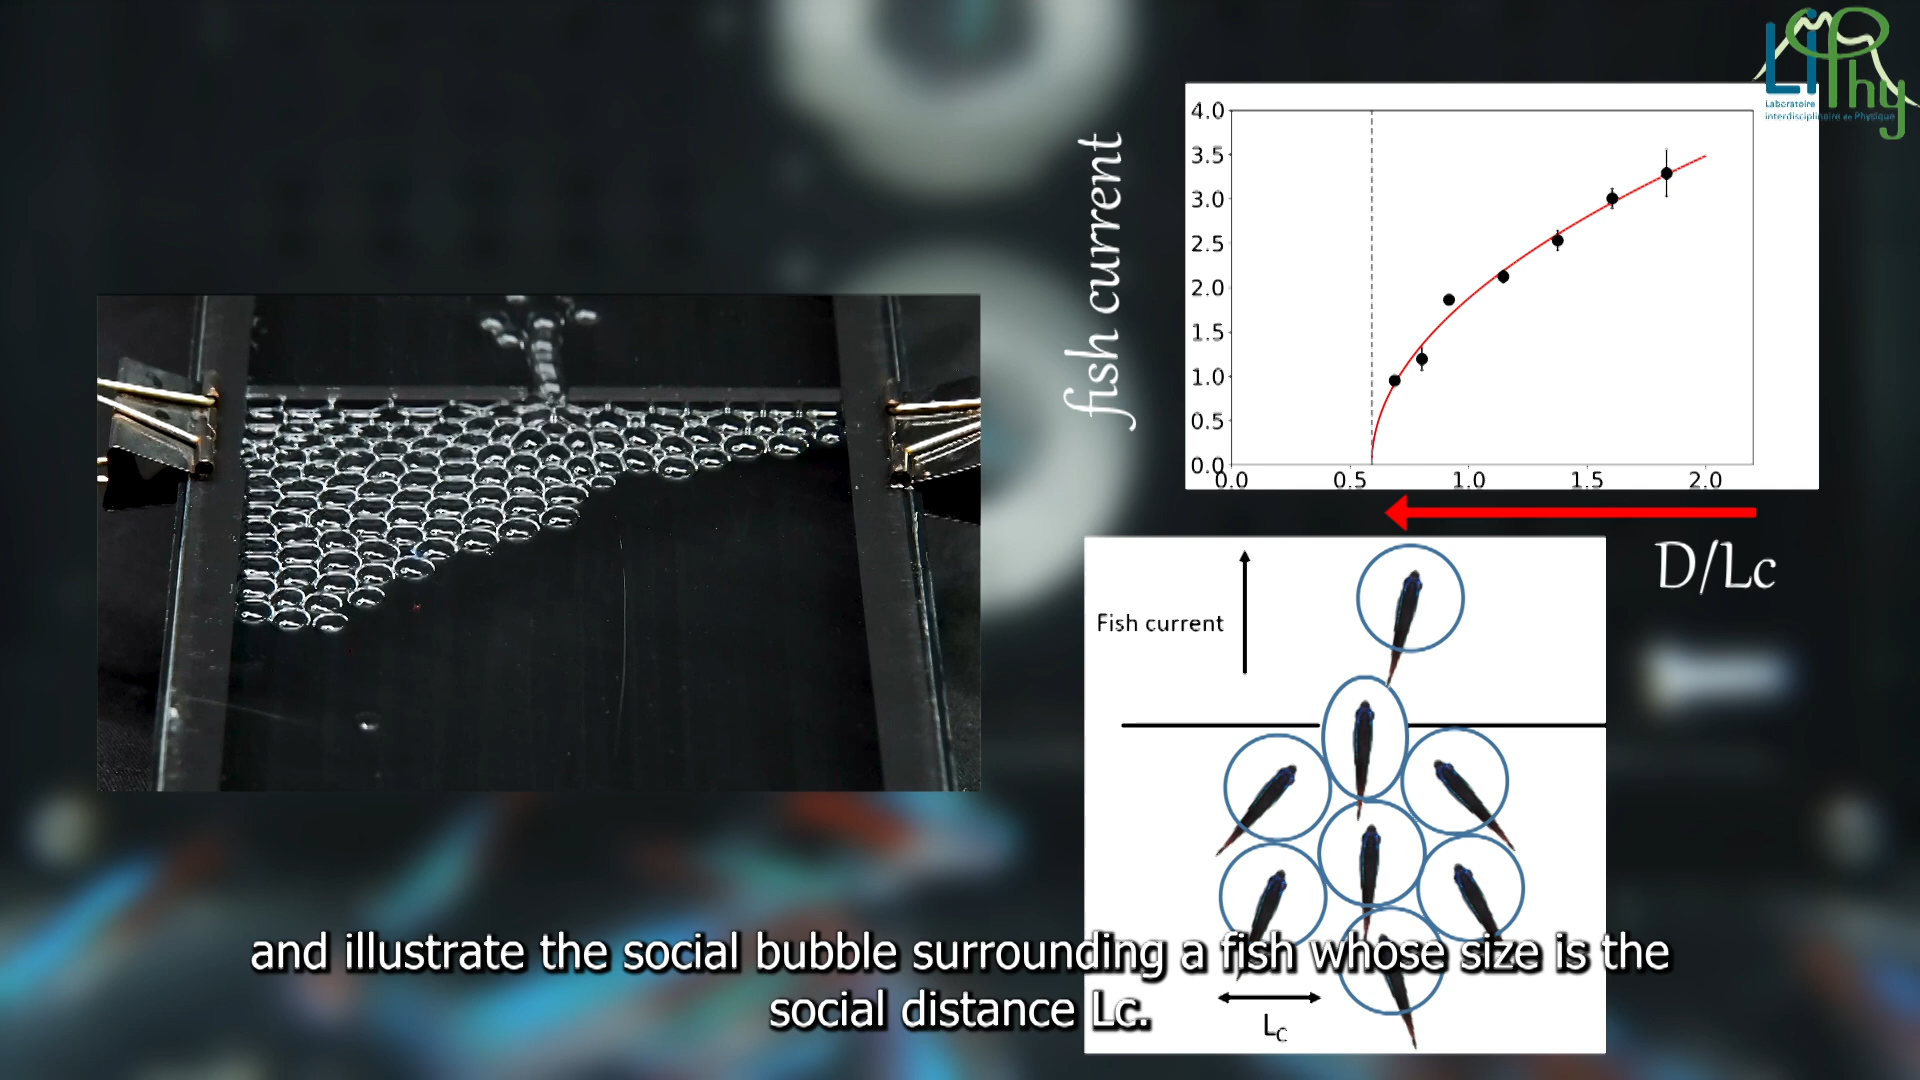 LiPhy
Laboratoire
interdisciplinaire de Physique
fish current
4.0
3.5
3.0
2.5
2.0
1.5
1.0
0.5
0.0
0.0 0.5 1.0 1.5 2.0
D/Lc
Fish current
and illustrate the social bubble surrounding a fish whose size is the
social distance Lc.
LC